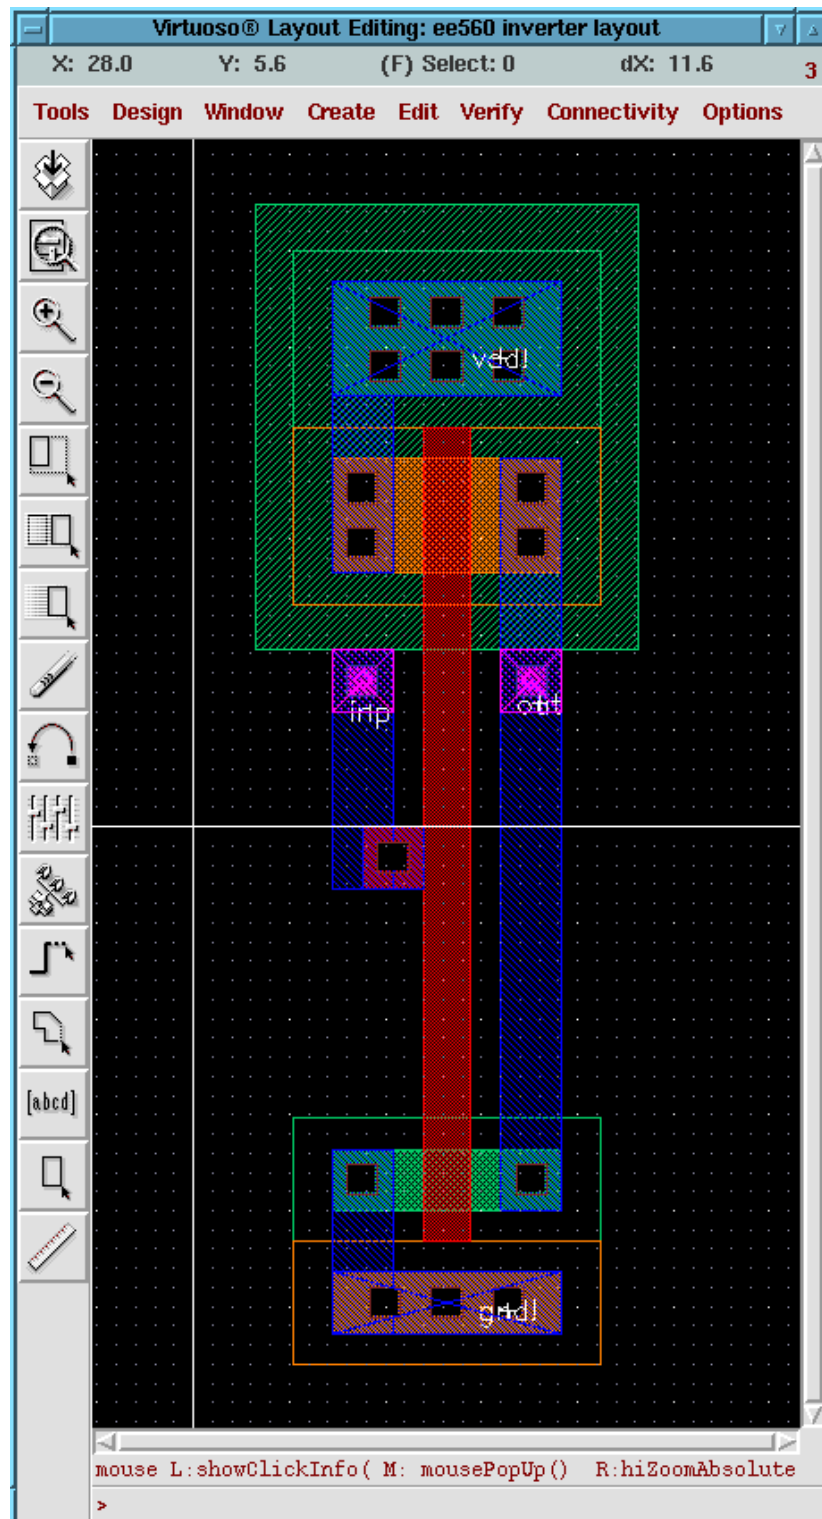 Virtuoso® Layout Editing: ee560 inverter layout
X: 28.0 Y: 5.6 (F) Select: 0 dX: 11.6 3
Tools Design Window Create Edit Verify Connectivity Options
vdd!
inp out
[abcd]
gnd!
mouse L:showClickInfo( M: mousePopUp() R:hiZoomAbsolute
>